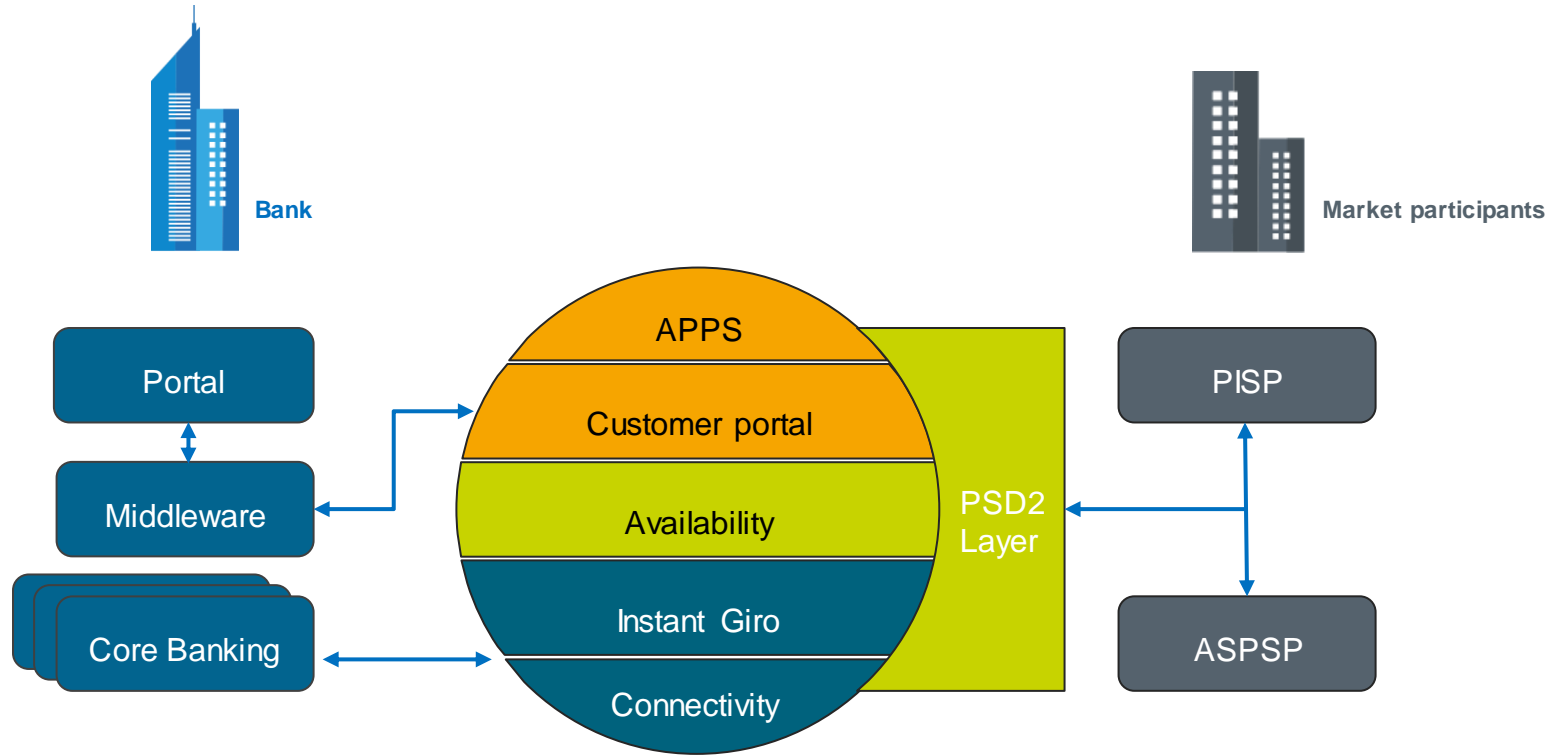 Bank
Market participants
Portal
Middleware
Core Banking
APPS
Customer portal
Availability
Instant Giro
Connectivity
PSD2
Layer
PISP
ASPSP